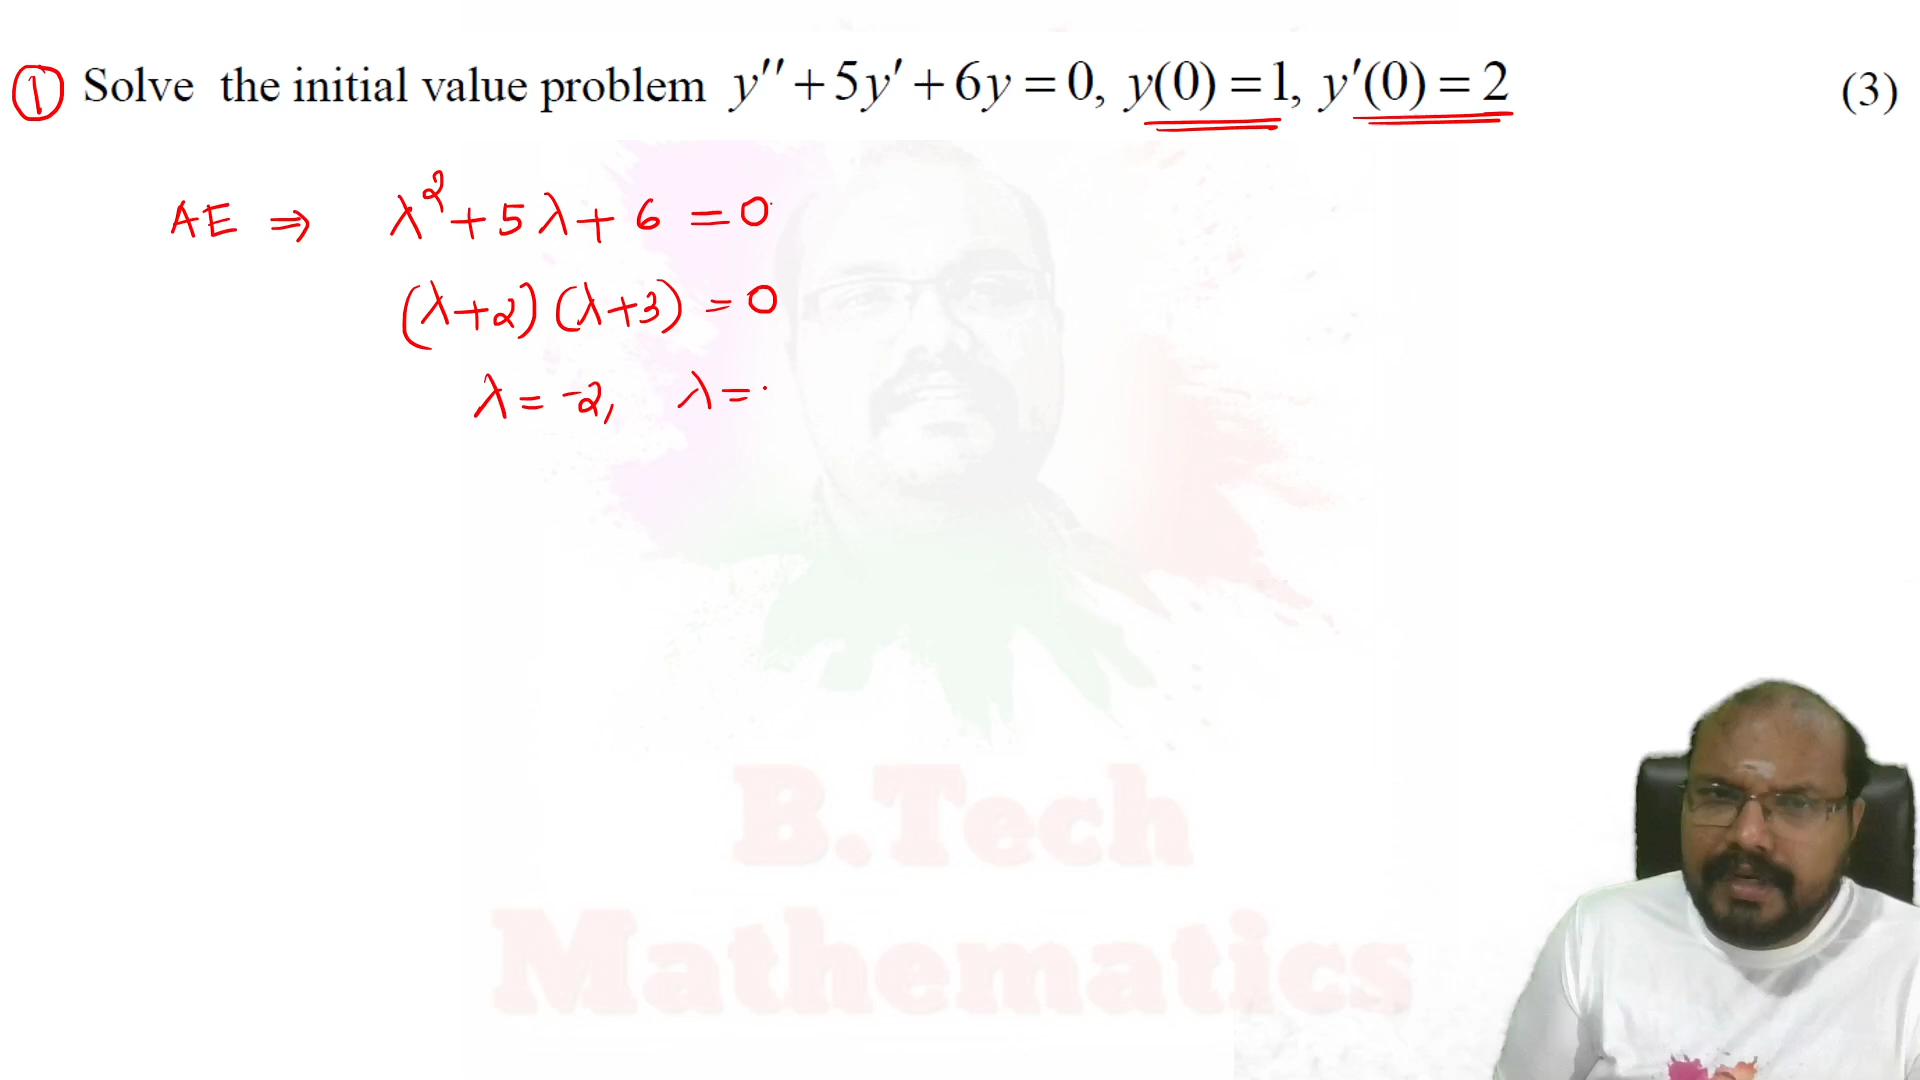 ① Solve the initial value problem y″ + 5y′ + 6y = 0, y(0) = 1, y′(0) = 2 (3)
AE ⇒ λ² + 5λ + 6 = 0
(λ+2) (λ+3) = 0
λ = -2, λ =
B.Tech
Mathematics